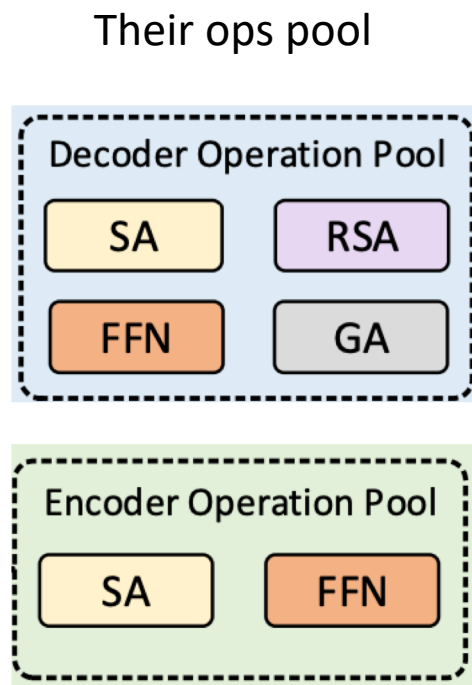 Their ops pool
Decoder Operation Pool
SA RSA
FFN GA
Encoder Operation Pool
SA FFN